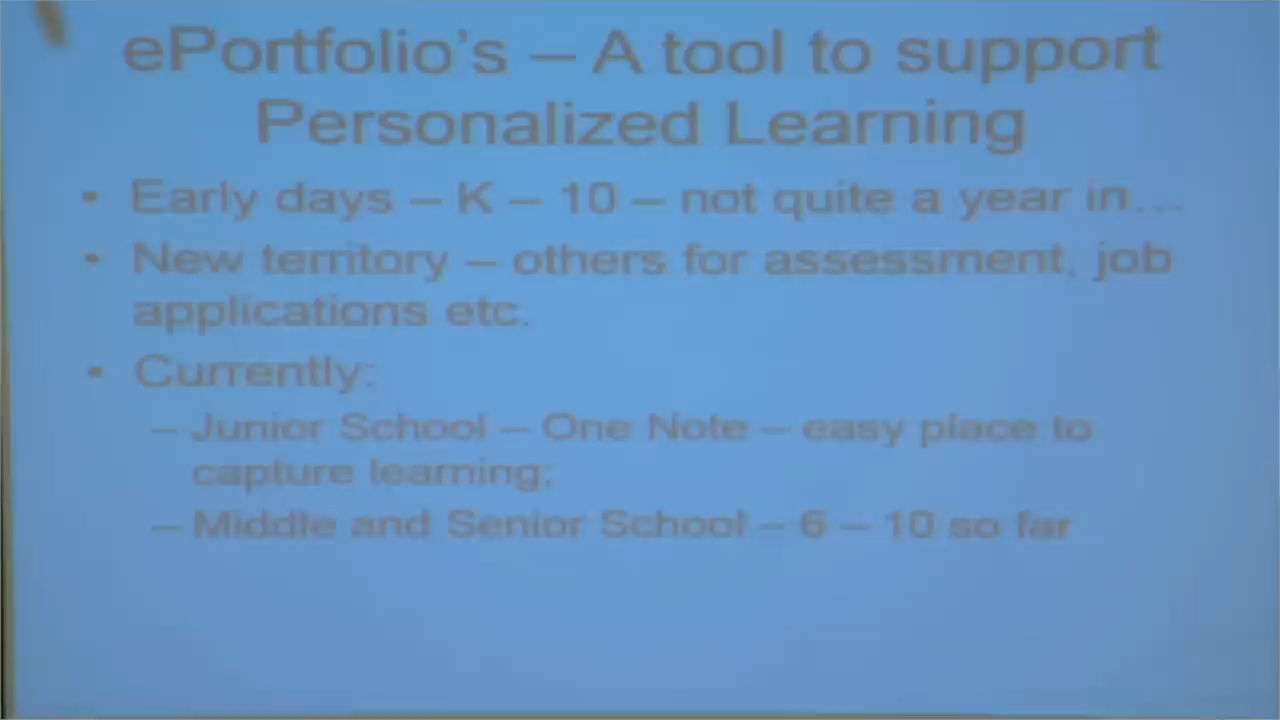 ePortfolio's – A tool to support
Personalized Learning
• Early days – K – 10 – not quite a year in…
• New territory – others for assessment, job
applications etc.
• Currently:
– Junior School – One Note – easy place to
capture learning;
– Middle and Senior School – 6 – 10 so far